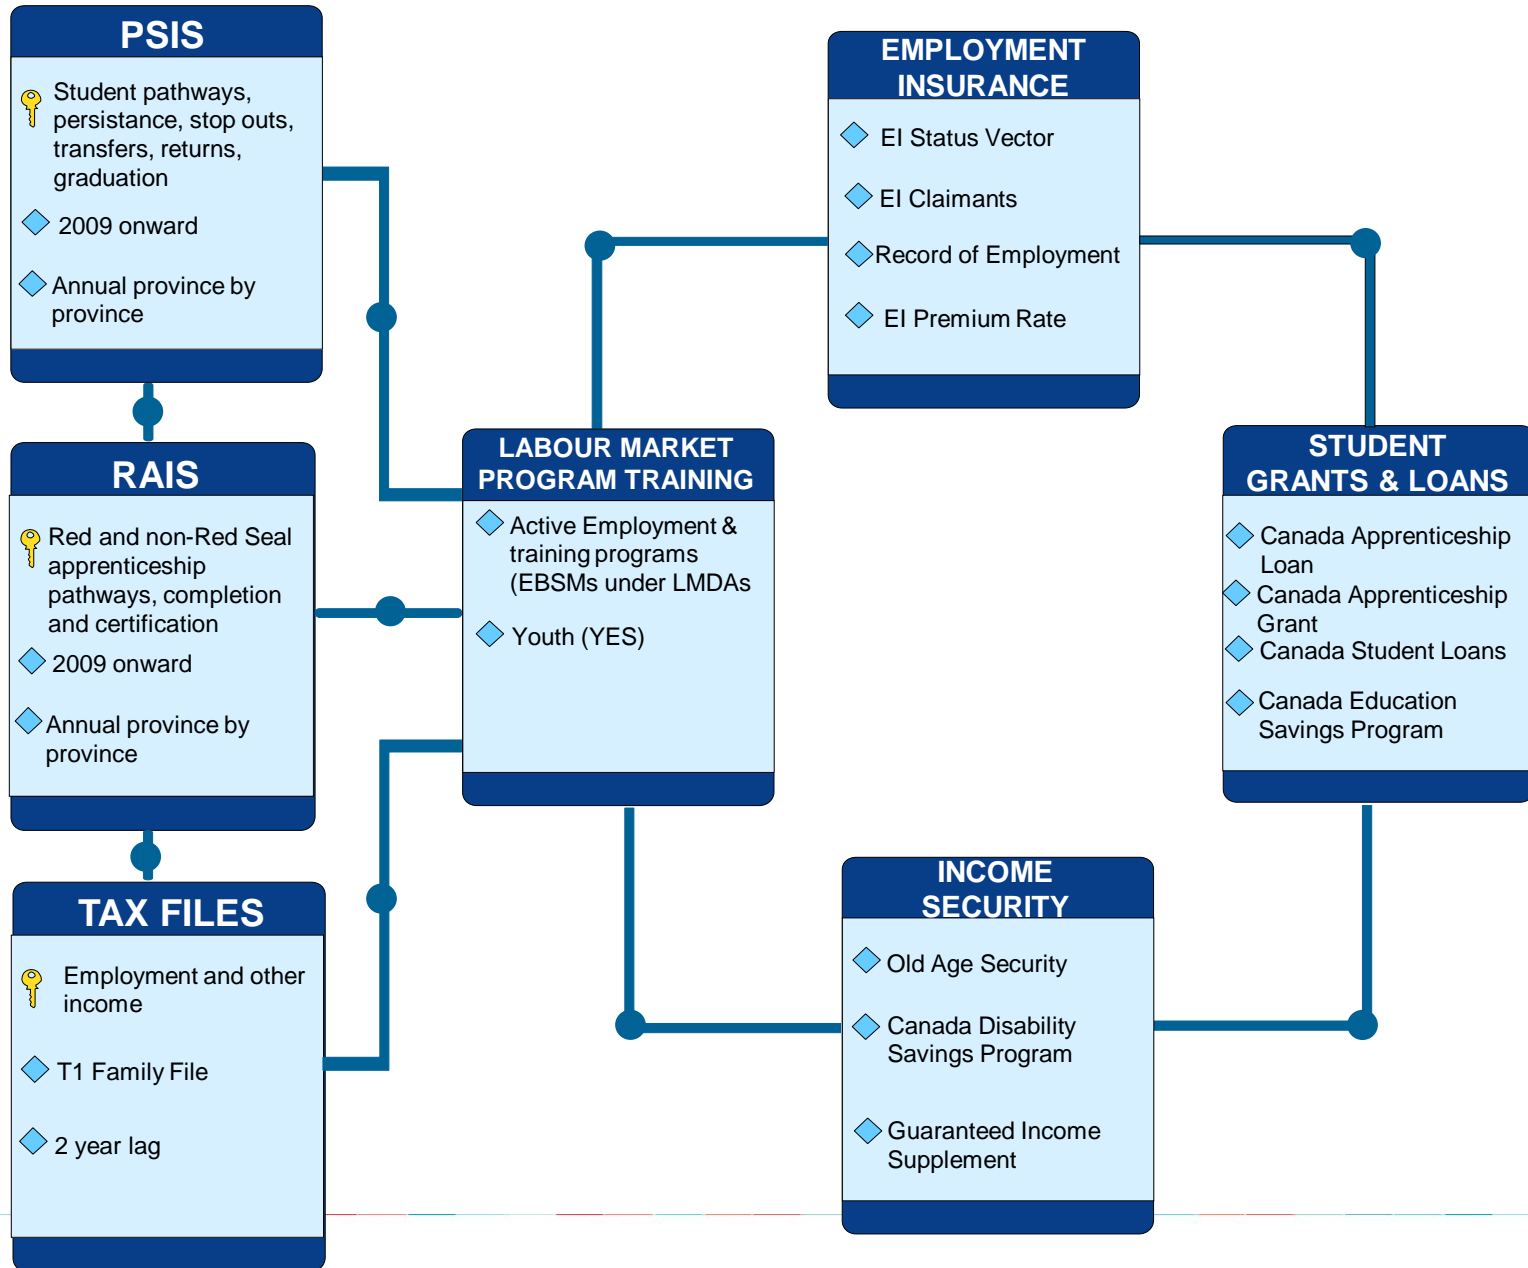 PSIS
Student pathways,
persistance, stop outs,
transfers, returns,
graduation
2009 onward
Annual province by
province
RAIS
Red and non-Red Seal
apprenticeship
pathways, completion
and certification
2009 onward
Annual province by
province
TAX FILES
Employment and other
income
T1 Family File
2 year lag
LABOUR MARKET
PROGRAM TRAINING
Active Employment &
training programs
(EBSMs under LMDAs
Youth (YES)
EMPLOYMENT
INSURANCE
EI Status Vector
EI Claimants
Record of Employment
EI Premium Rate
INCOME
SECURITY
Old Age Security
Canada Disability
Savings Program
Guaranteed Income
Supplement
STUDENT
GRANTS & LOANS
Canada Apprenticeship
Loan
Canada Apprenticeship
Grant
Canada Student Loans
Canada Education
Savings Program